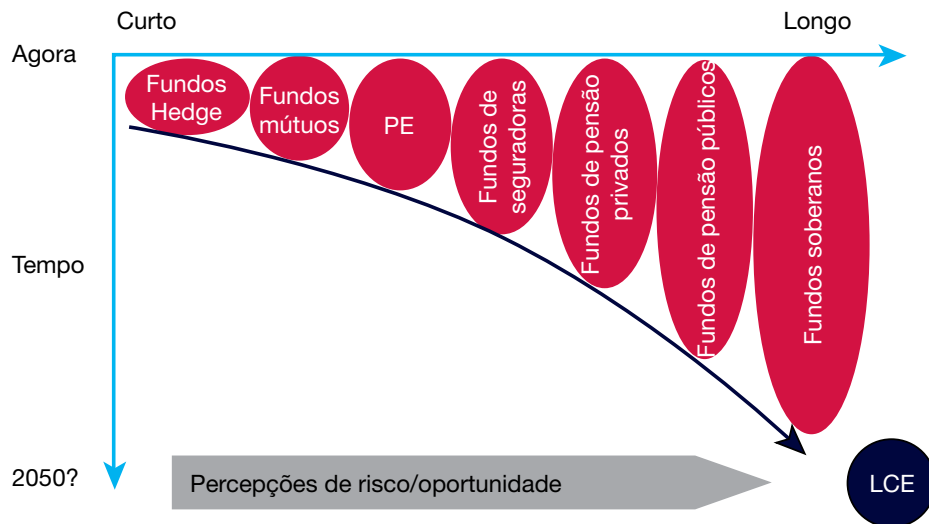 Curto
Longo
Agora
Fundos
Hedge
Fundos
mútuos
PE
Fundos de
seguradoras
Fundos de pensão
privados
Fundos de pensão públicos
Fundos soberanos
Tempo
2050?
Percepções de risco/oportunidade
LCE